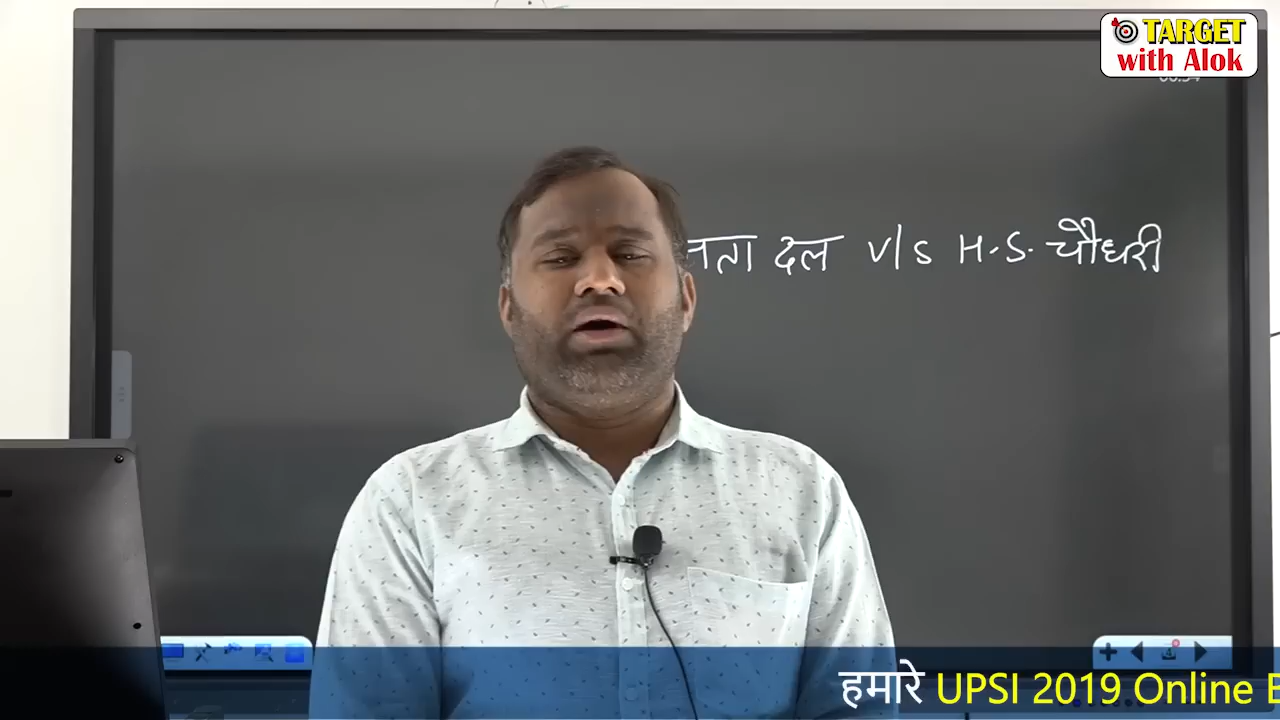 TARGET
with Alok
दल v/s H.S. चौधरी
हमारे UPSI 2019 Online